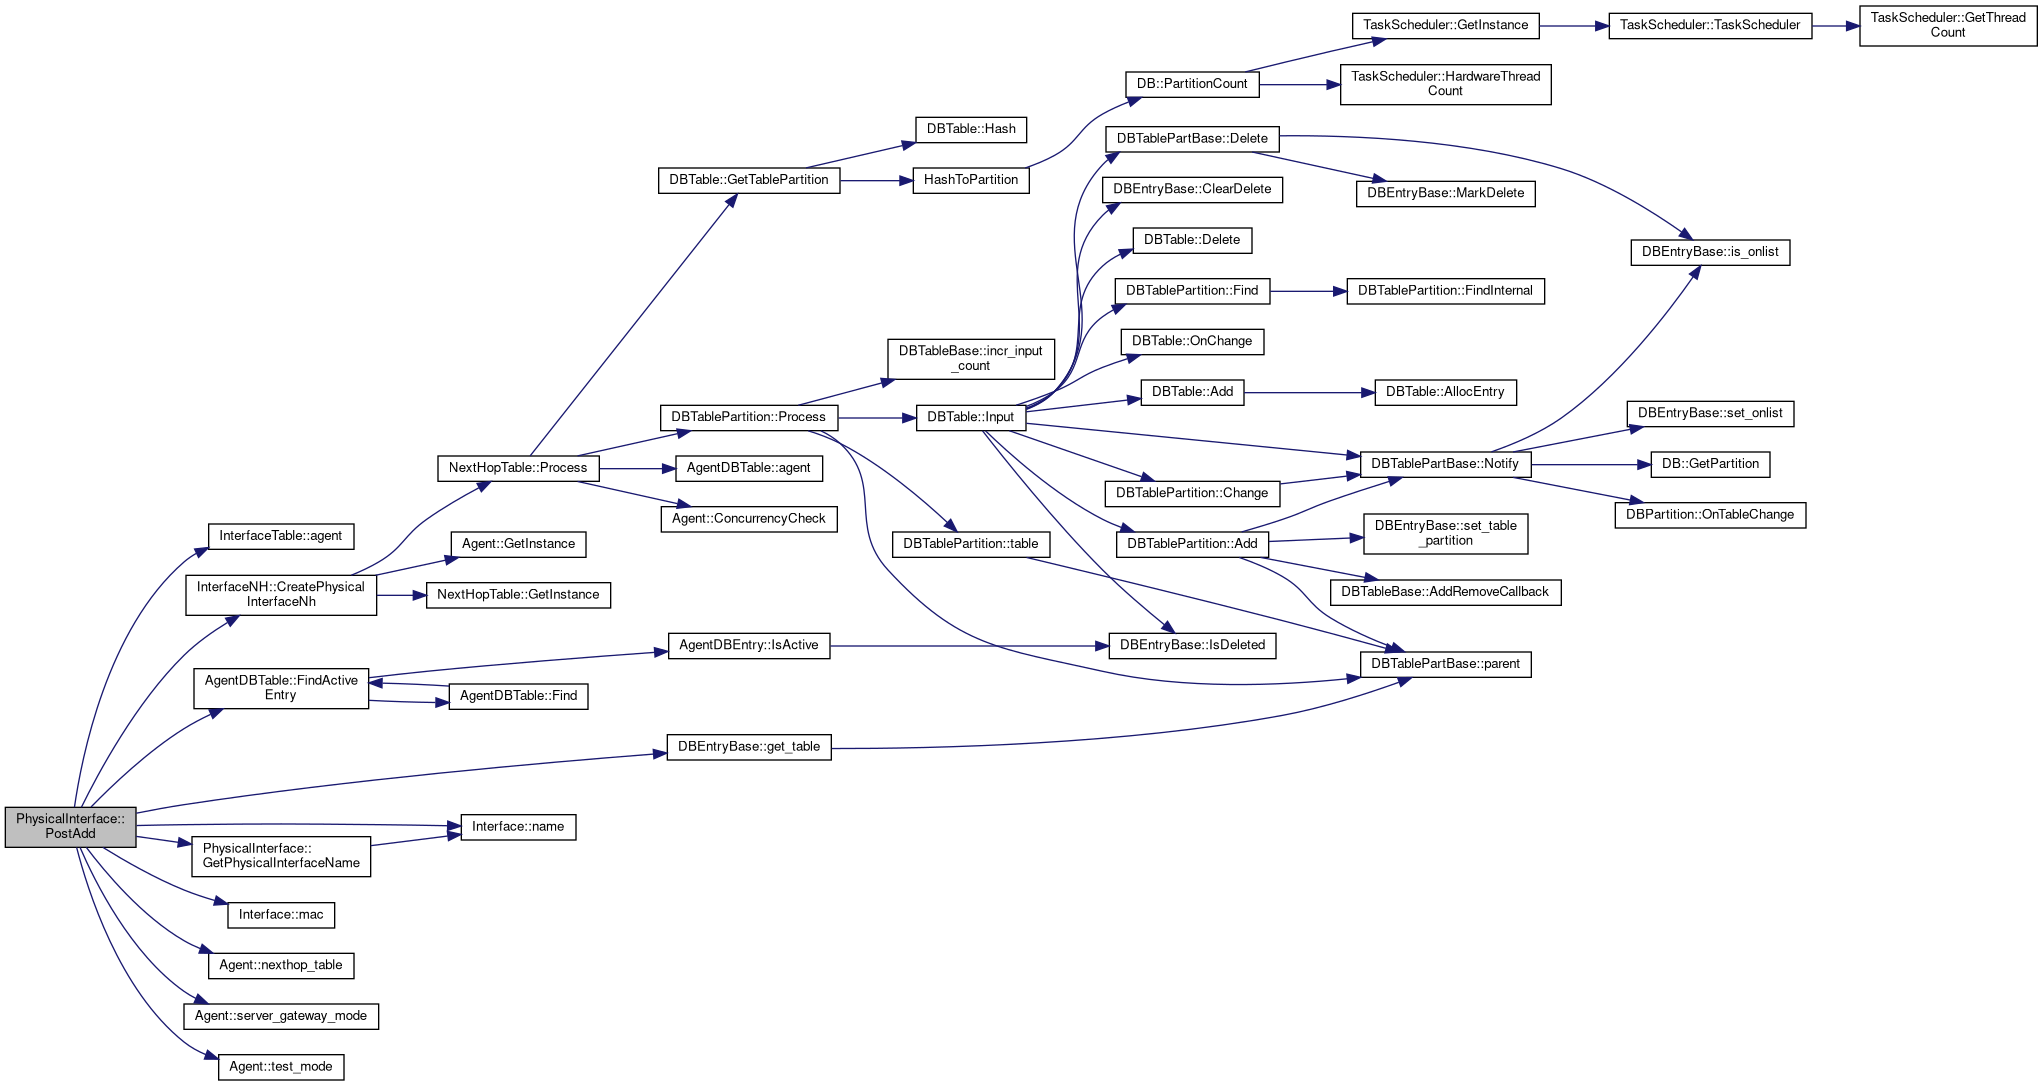 TaskScheduler::GetInstance
TaskScheduler::TaskScheduler
TaskScheduler::GetThread
Count
DB::PartitionCount
TaskScheduler::HardwareThread
Count
DBTable::Hash
DBTablePartBase::Delete
DBTable::GetTablePartition
HashToPartition
DBEntryBase::ClearDelete
DBEntryBase::MarkDelete
DBTable::Delete
DBEntryBase::is_onlist
DBTablePartition::Find
DBTablePartition::FindInternal
DBTable::OnChange
DBTableBase::incr_input
_count
DBTable::Add
DBTable::AllocEntry
DBTablePartition::Process
DBTable::Input
DBEntryBase::set_onlist
NextHopTable::Process
AgentDBTable::agent
DBTablePartBase::Notify
DB::GetPartition
DBTablePartition::Change
Agent::ConcurrencyCheck
DBPartition::OnTableChange
InterfaceTable::agent
Agent::GetInstance
DBTablePartition::table
DBTablePartition::Add
DBEntryBase::set_table
_partition
InterfaceNH::CreatePhysical
InterfaceNh
NextHopTable::GetInstance
DBTableBase::AddRemoveCallback
AgentDBEntry::IsActive
DBEntryBase::IsDeleted
DBTablePartBase::parent
AgentDBTable::FindActive
Entry
AgentDBTable::Find
DBEntryBase::get_table
PhysicalInterface::
PostAdd
Interface::name
PhysicalInterface::
GetPhysicalInterfaceName
Interface::mac
Agent::nexthop_table
Agent::server_gateway_mode
Agent::test_mode